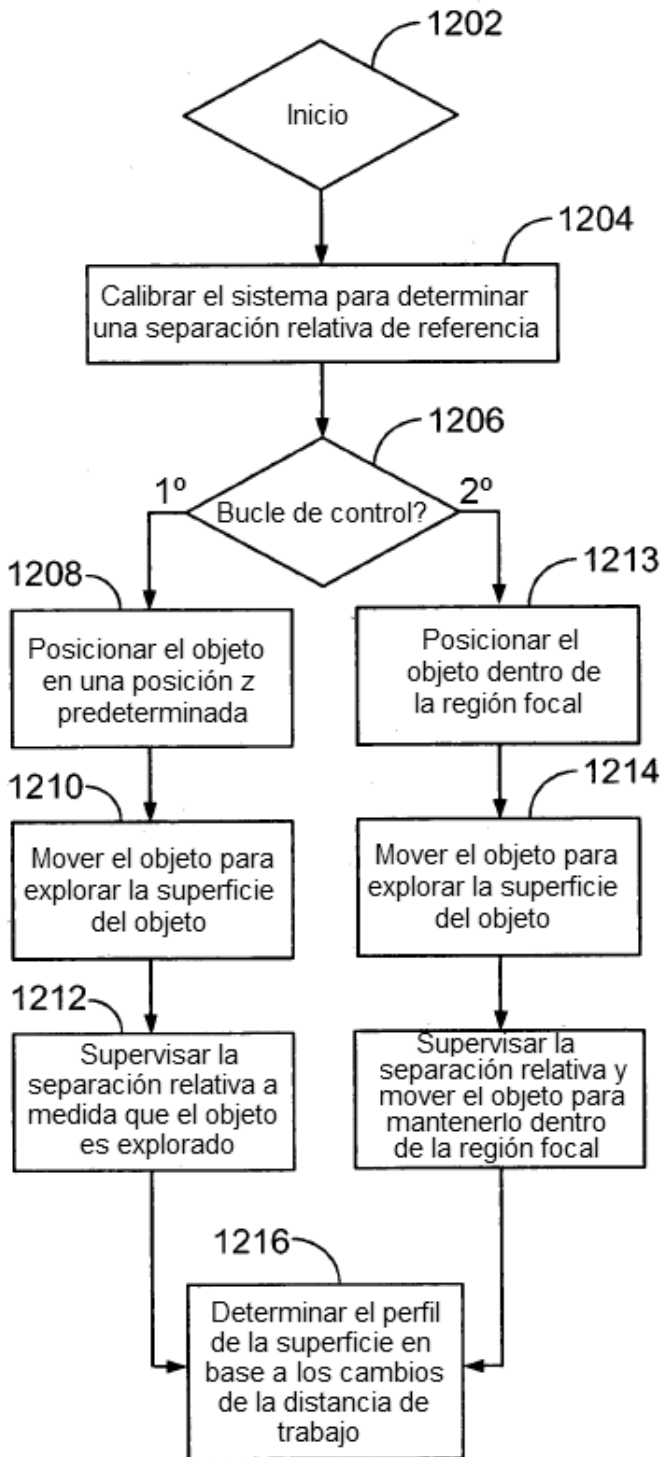 1202
Inicio
1204
Calibrar el sistema para determinar
una separación relativa de referencia
1206
1º
Bucle de control?
2º
1208
Posicionar el objeto
en una posición z
predeterminada
1213
Posicionar el
objeto dentro de
la región focal
1210
Mover el objeto para
explorar la superficie
del objeto
1214
Mover el objeto para
explorar la superficie
del objeto
1212
Supervisar la
separación relativa a
medida que el objeto
es explorado
Supervisar la
separación relativa y
mover el objeto para
mantenerlo dentro
de la región focal
1216
Determinar el perfil
de la superficie en
base a los cambios
de la distancia de
trabajo